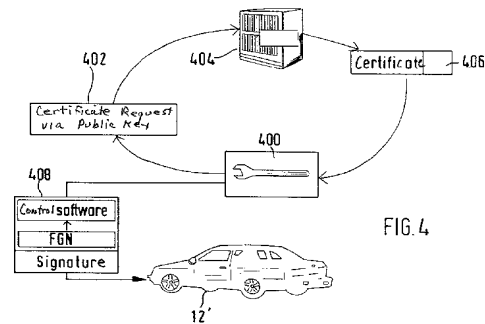 402
404
Certificate
406
Certificate Request
via Public Key
400
408
Control software
FGN
Signature
FIG. 4
12'